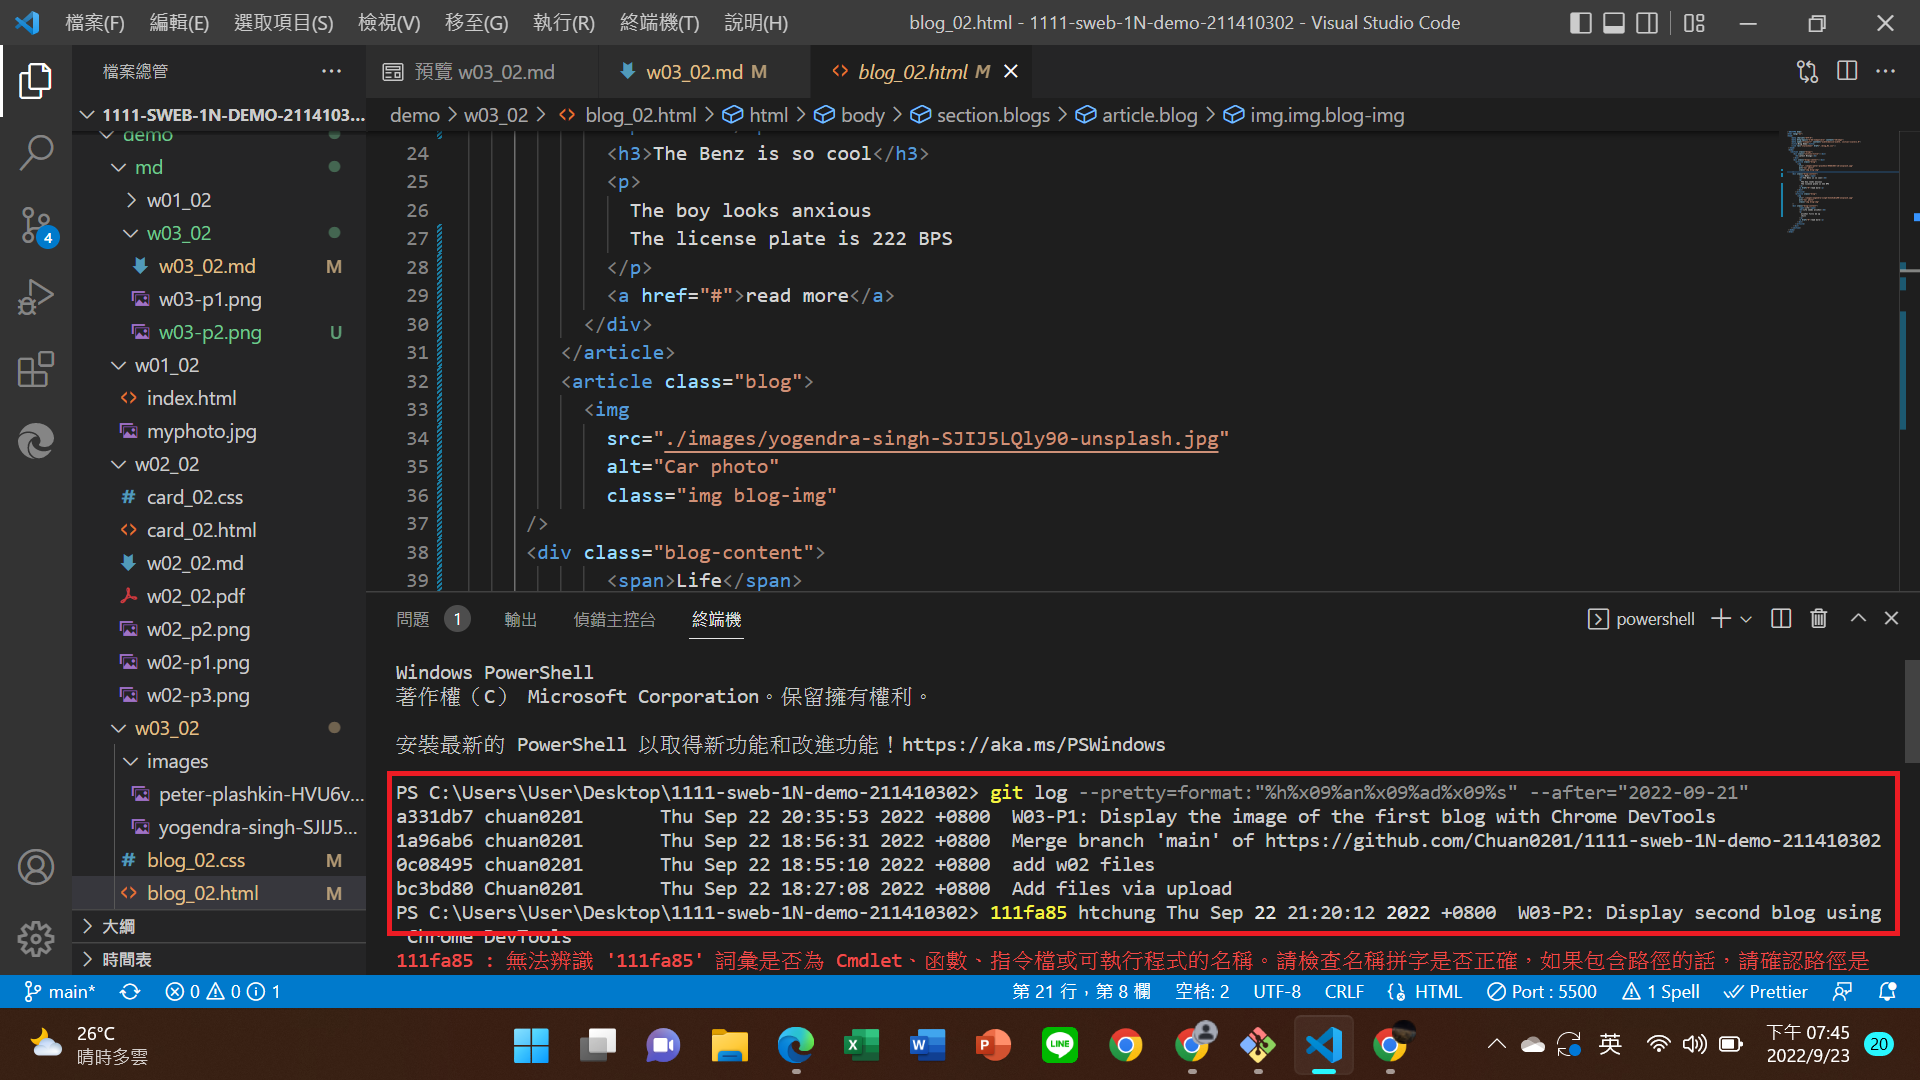 檔案(F) 編輯(E) 選取項目(S) 檢視(V) 移至(G) 執行(R) 終端機(T) 說明(H) blog_02.html - 1111-sweb-1N-demo-211410302 - Visual Studio Code
檔案總管
預覽 w03_02.md w03_02.md M blog_02.html M
1111-SWEB-1N-DEMO-2114103...
demo w03_02 blog_02.html html body section.blogs article.blog img.img.blog-img
demo
md
w01_02
w03_02
4
w03_02.md M
w03-p1.png
w03-p2.png U
w01_02
index.html
myphoto.jpg
w02_02
card_02.css
card_02.html
w02_02.md
w02_02.pdf
w02_p2.png
w02-p1.png
w02-p3.png
w03_02
images
peter-plashkin-HVU6v...
yogendra-singh-SJIJ5...
blog_02.css M
blog_02.html M
大綱
時間表
24 <h3>The Benz is so cool</h3>
25 <p>
26 The boy looks anxious
27 The license plate is 222 BPS
28 </p>
29 <a href="#">read more</a>
30 </div>
31 </article>
32 <article class="blog">
33 <img
34 src="./images/yogendra-singh-SJIJ5LQly90-unsplash.jpg"
35 alt="Car photo"
36 class="img blog-img"
37 />
38 <div class="blog-content">
39 <span>Life</span>
問題 1 輸出 偵錯主控台 終端機 powershell
Windows PowerShell
著作權（C） Microsoft Corporation。保留擁有權利。
安裝最新的 PowerShell 以取得新功能和改進功能！https://aka.ms/PSWindows
PS C:\Users\User\Desktop\1111-sweb-1N-demo-211410302> git log --pretty=format:"%h%x09%an%x09%ad%x09%s" --after="2022-09-21"
a331db7 chuan0201 Thu Sep 22 20:35:53 2022 +0800 W03-P1: Display the image of the first blog with Chrome DevTools
1a96ab6 chuan0201 Thu Sep 22 18:56:31 2022 +0800 Merge branch 'main' of https://github.com/Chuan0201/1111-sweb-1N-demo-211410302
0c08495 chuan0201 Thu Sep 22 18:55:10 2022 +0800 add w02 files
bc3bd80 Chuan0201 Thu Sep 22 18:27:08 2022 +0800 Add files via upload
PS C:\Users\User\Desktop\1111-sweb-1N-demo-211410302> 111fa85 htchung Thu Sep 22 21:20:12 2022 +0800 W03-P2: Display second blog using
Chrome DevTools
111fa85 : 無法辨識 '111fa85' 詞彙是否為 Cmdlet、函數、指令檔或可執行程式的名稱。請檢查名稱拼字是否正確，如果包含路徑的話，請確認路徑是
main* 0 0 1 第 21 行，第 8 欄 空格: 2 UTF-8 CRLF HTML Port : 5500 1 Spell Prettier
26°C
晴時多雲
英
下午 07:45
2022/9/23
20